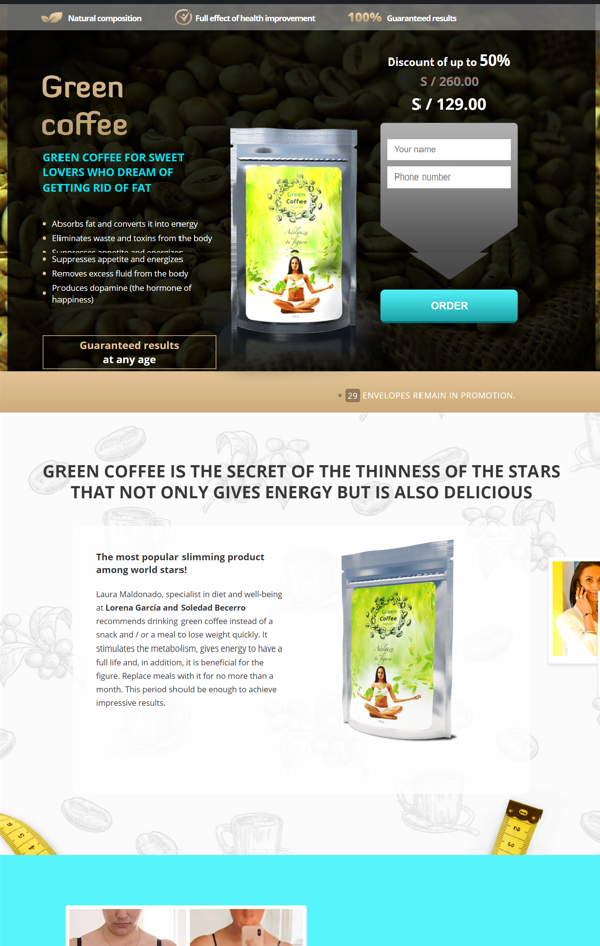 Natural composition
Full effect of health improvement
100% Guaranteed results
Green
coffee
GREEN COFFEE FOR SWEET
LOVERS WHO DREAM OF
GETTING RID OF FAT
Absorbs fat and converts it into energy
Eliminates waste and toxins from the body
Suppresses appetite and energizes
Suppresses appetite and energizes
Removes excess fluid from the body
Produces dopamine (the hormone of
happiness)
Guaranteed results
at any age
Green
Coffee
Adelgaza
tu figura
Discount of up to 50%
S / 260.00
S / 129.00
Your name
Phone number
ORDER
29 ENVELOPES REMAIN IN PROMOTION.
GREEN COFFEE IS THE SECRET OF THE THINNESS OF THE STARS
THAT NOT ONLY GIVES ENERGY BUT IS ALSO DELICIOUS
The most popular slimming product
among world stars!
Laura Maldonado, specialist in diet and well-being
at Lorena García and Soledad Becerro
recommends drinking green coffee instead of a
snack and / or a meal to lose weight quickly. It
stimulates the metabolism, gives energy to have a
full life and, in addition, it is beneficial for the
figure. Replace meals with it for no more than a
month. This period should be enough to achieve
impressive results.
Green
Coffee
Adelgaza
tu figura